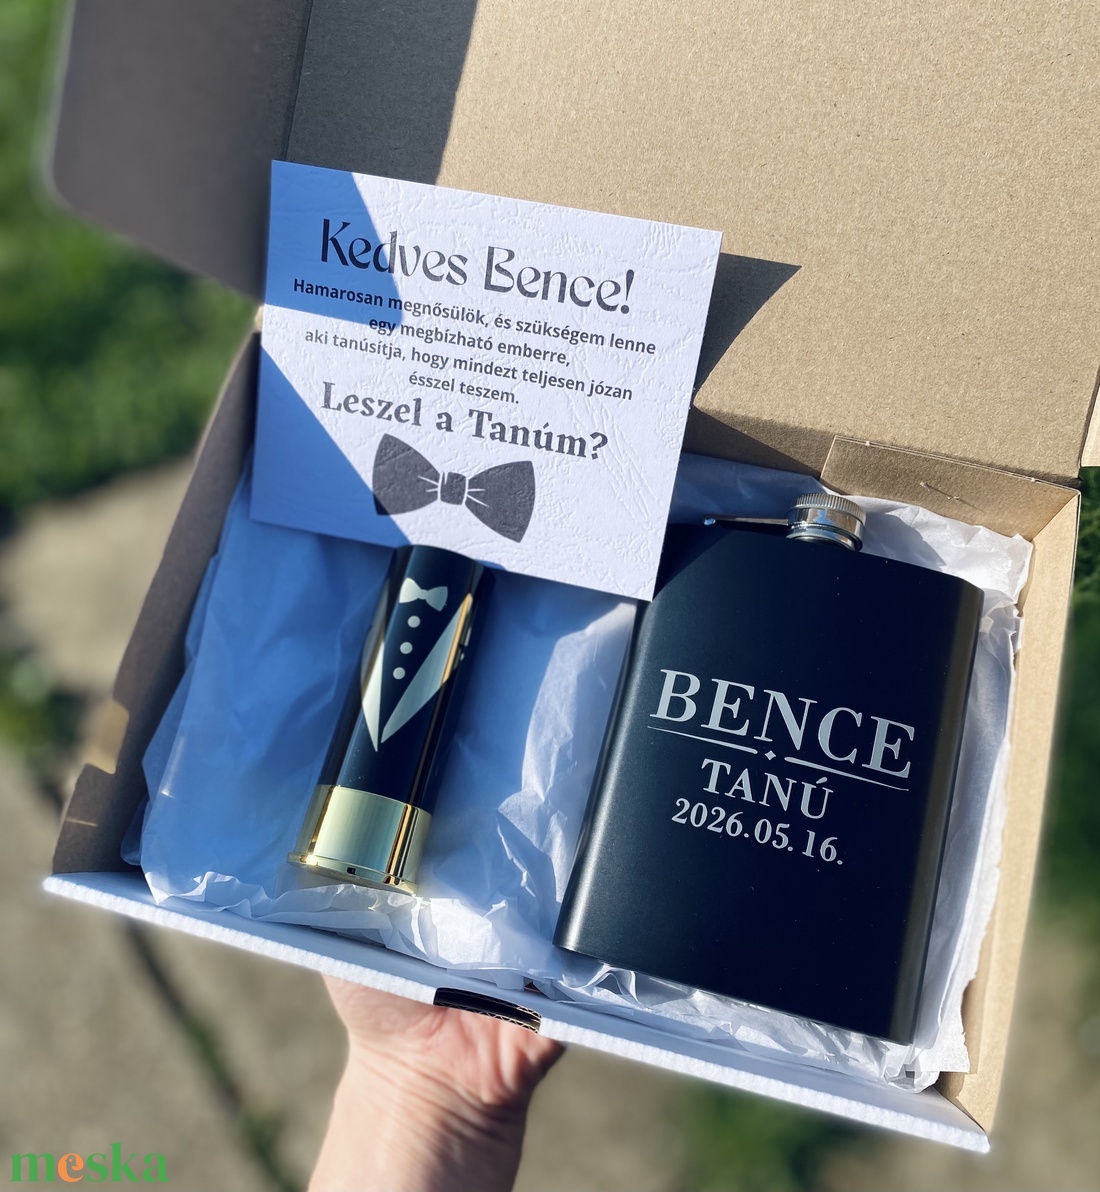 Kedves Bence!
Hamarosan megnősülök, és szükségem lenne
egy megbízható emberre,
aki tanúsítja, hogy mindezt teljesen józan
ésszel teszem.
Leszel a Tanúm?
BENCE
TANÚ
2026.05.16.
meska